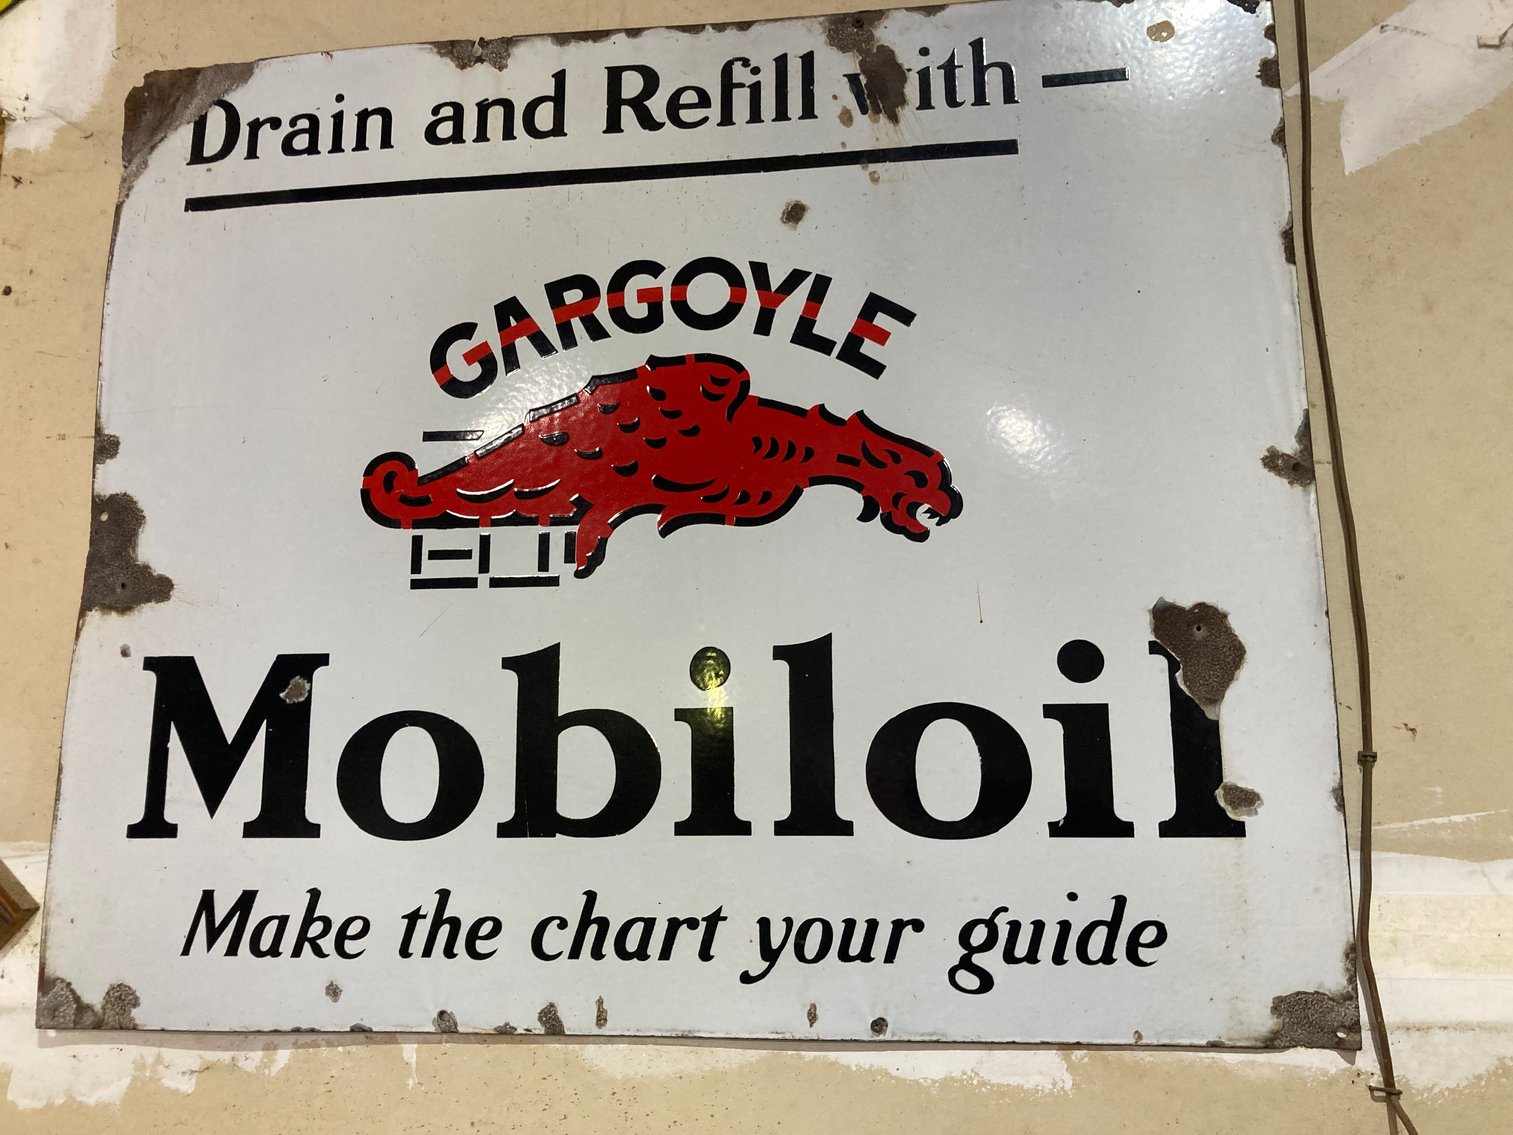 Drain and Refill with —
GARGOYLE
Mobiloil
Make the chart your guide